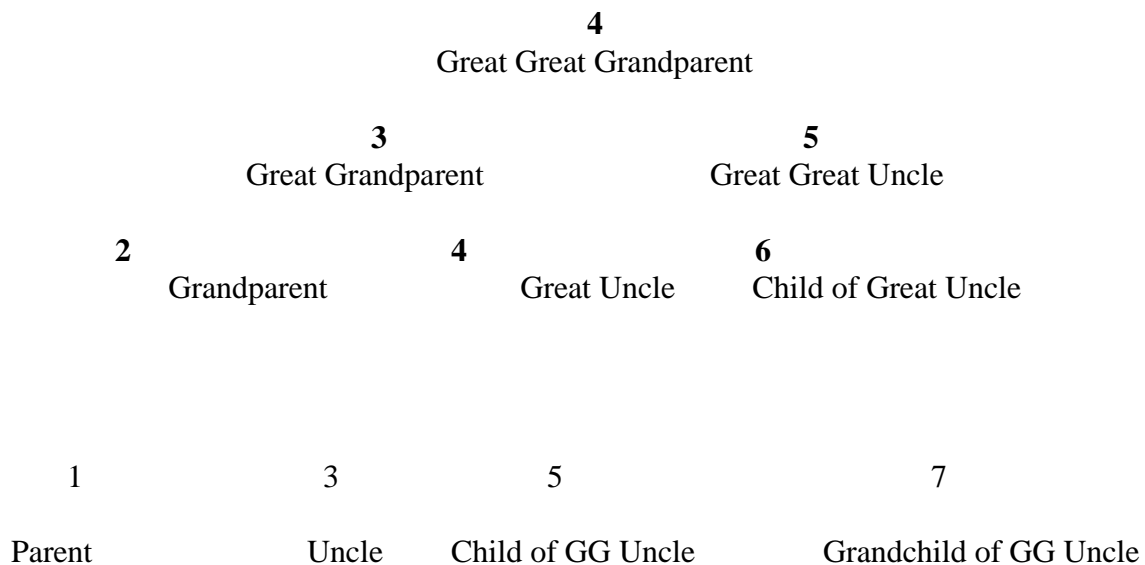 4
Great Great Grandparent
3 5
Great Grandparent Great Great Uncle
2 4 6
Grandparent Great Uncle Child of Great Uncle
1 3 5 7
Parent Uncle Child of GG Uncle Grandchild of GG Uncle